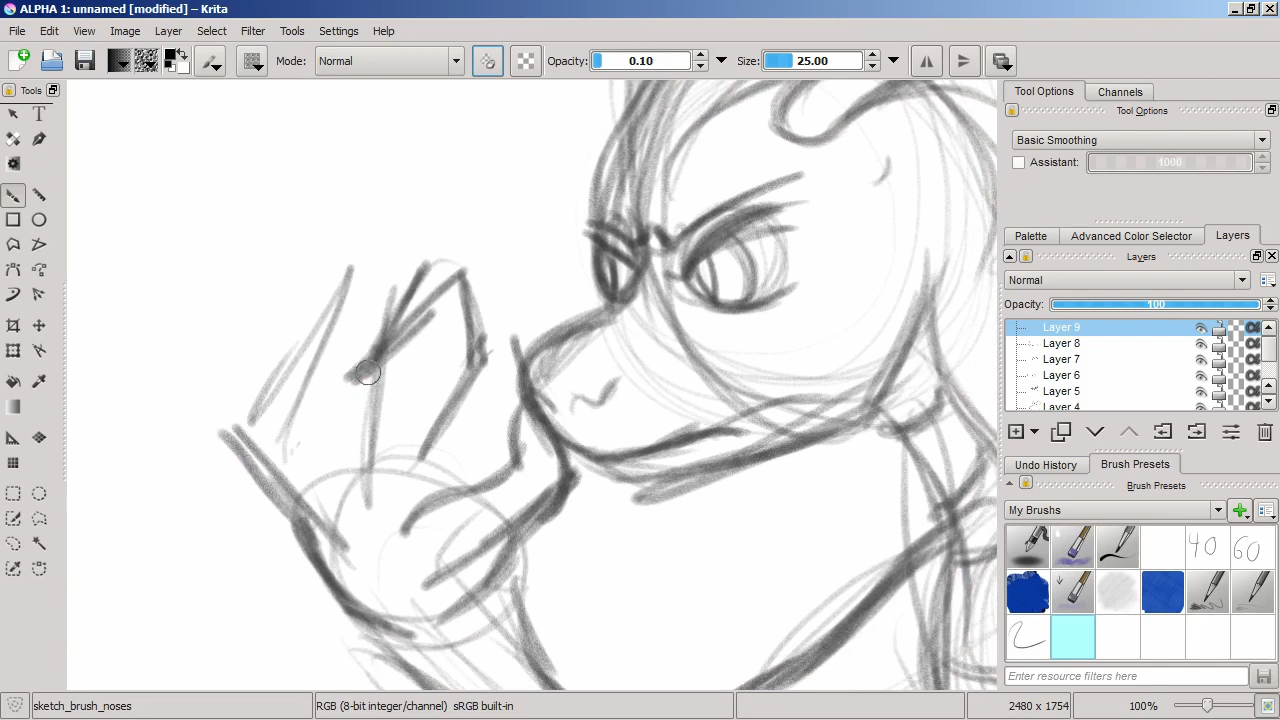 ALPHA 1: unnamed [modified] – Krita
File Edit View Image Layer Select Filter Tools Settings Help
Mode: Normal Opacity: 0.10 Size: 25.00
Tools
Tool Options Channels
Tool Options
Basic Smoothing
Assistant: 1000
Palette Advanced Color Selector Layers
Layers
Normal
Opacity: 100
Layer 9
Layer 8
Layer 7
Layer 6
Layer 5
Layer 4
Undo History Brush Presets
Brush Presets
My Brushs
40 60
Enter resource filters here
sketch_brush_noses RGB (8-bit integer/channel) sRGB built-in 2480 x 1754 100%